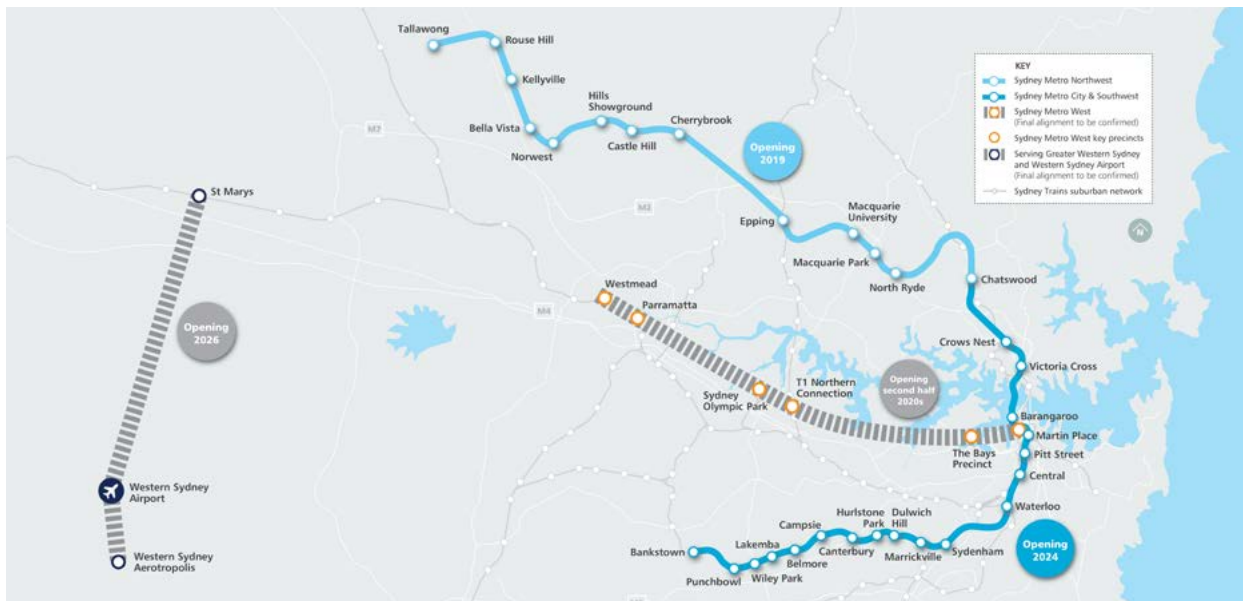 Tallawong
Rouse Hill
Kellyville
Bella Vista
Norwest
Hills
Showground
Castle Hill
Cherrybrook
Opening
2019
Epping
Macquarie
University
Macquarie Park
North Ryde
Chatswood
Crows Nest
Victoria Cross
Barangaroo
Martin Place
Pitt Street
Central
Waterloo
Opening
2024
Sydenham
Marrickville
Dulwich
Hill
Hurlstone
Park
Canterbury
Campsie
Belmore
Wiley Park
Lakemba
Punchbowl
Bankstown
Westmead
Parramatta
Sydney
Olympic Park
T1 Northern
Connection
Opening
second half
2020s
The Bays
Precinct
St Marys
Opening
2026
Western Sydney
Airport
Western Sydney
Aerotropolis
M7
M2
M4
KEY
Sydney Metro Northwest
Sydney Metro City & Southwest
Sydney Metro West
(Final alignment to be confirmed)
Sydney Metro West key precincts
Serving Greater Western Sydney
and Western Sydney Airport
(Final alignment to be confirmed)
Sydney Trains suburban network
N